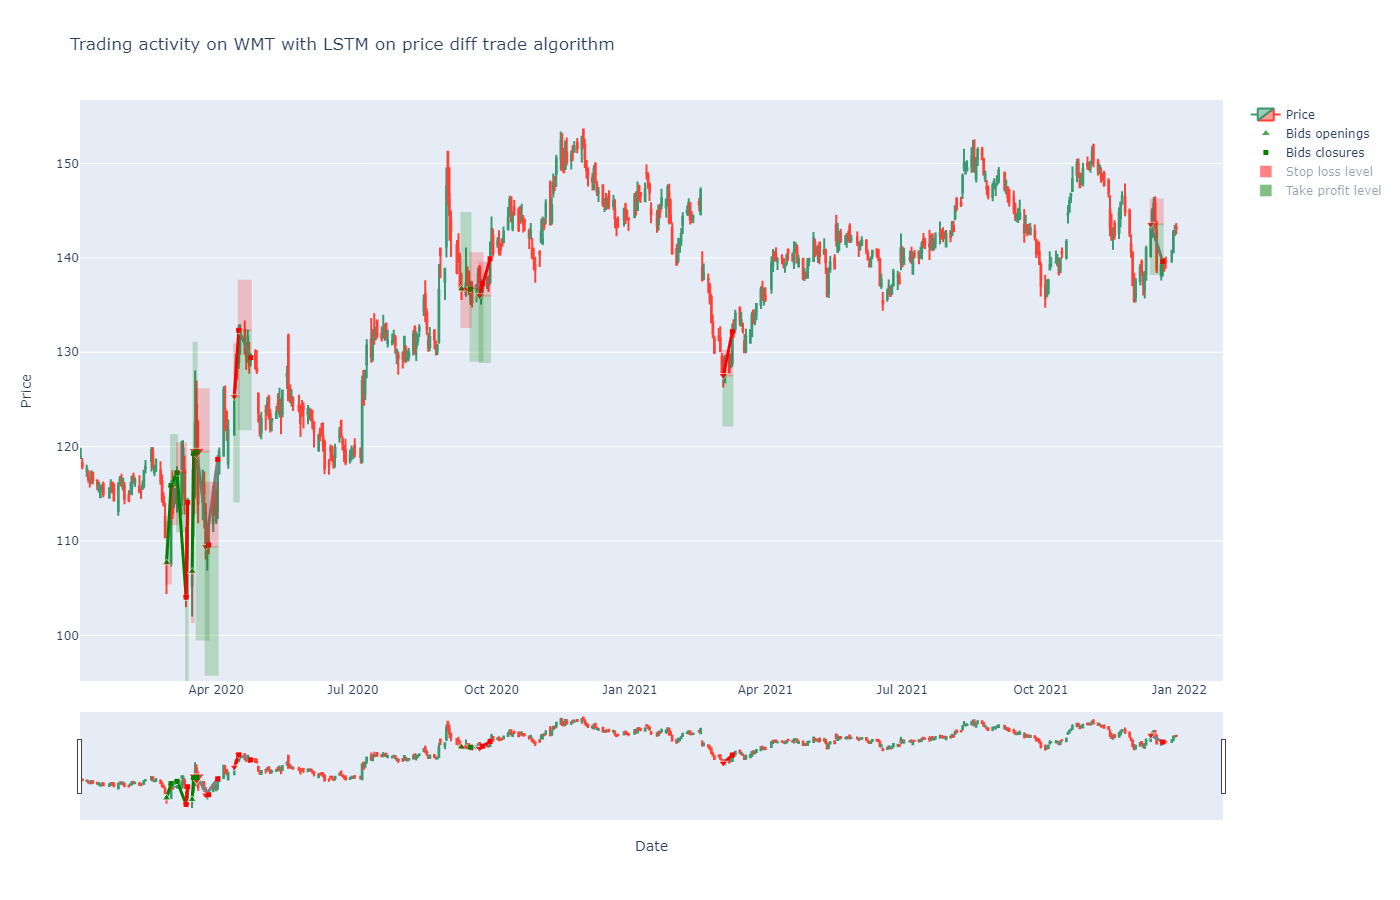 Trading activity on WMT with LSTM on price diff trade algorithm
Price
Bids openings
Bids closures
Stop loss level
Take profit level
150
140
130
120
110
100
Price
Apr 2020
Jul 2020
Oct 2020
Jan 2021
Apr 2021
Jul 2021
Oct 2021
Jan 2022
Date